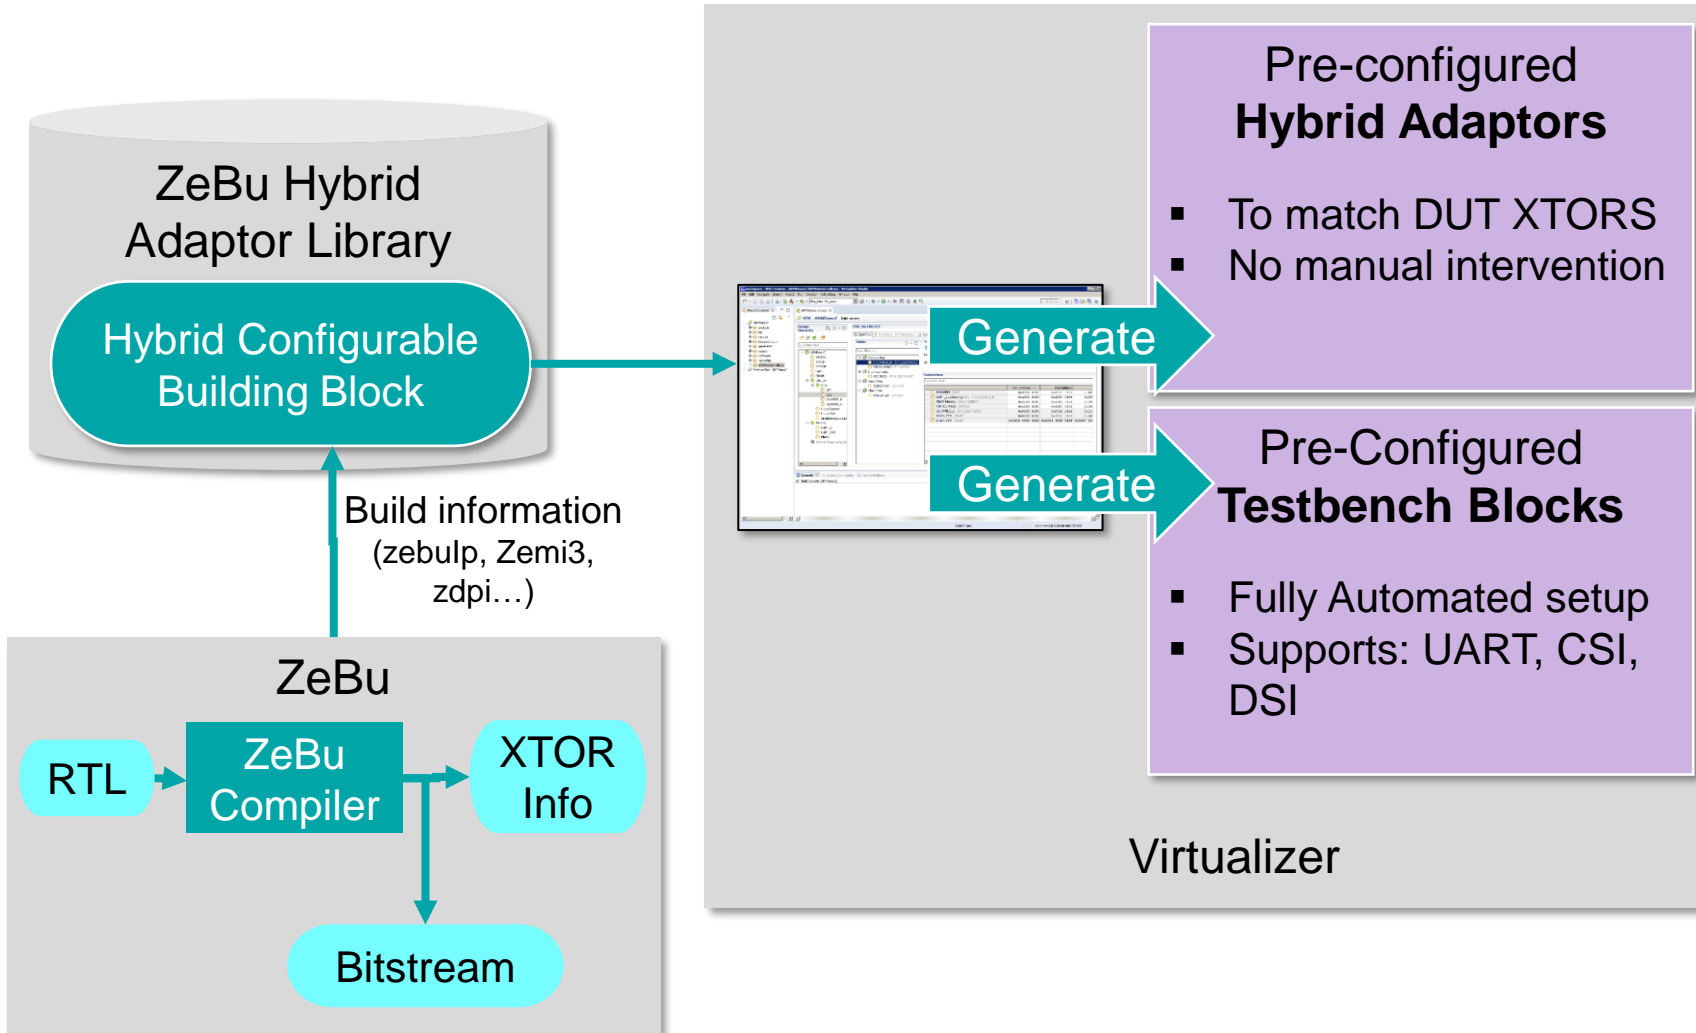 ZeBu Hybrid
Adaptor Library
Hybrid Configurable
Building Block
Build information
(zebuIp, Zemi3,
zdpi…)
ZeBu
RTL
ZeBu
Compiler
XTOR
Info
Bitstream
Pre-configured
Hybrid Adaptors
▪ To match DUT XTORS
▪ No manual intervention
Generate
Generate
Pre-Configured
Testbench Blocks
▪ Fully Automated setup
▪ Supports: UART, CSI,
DSI
Virtualizer